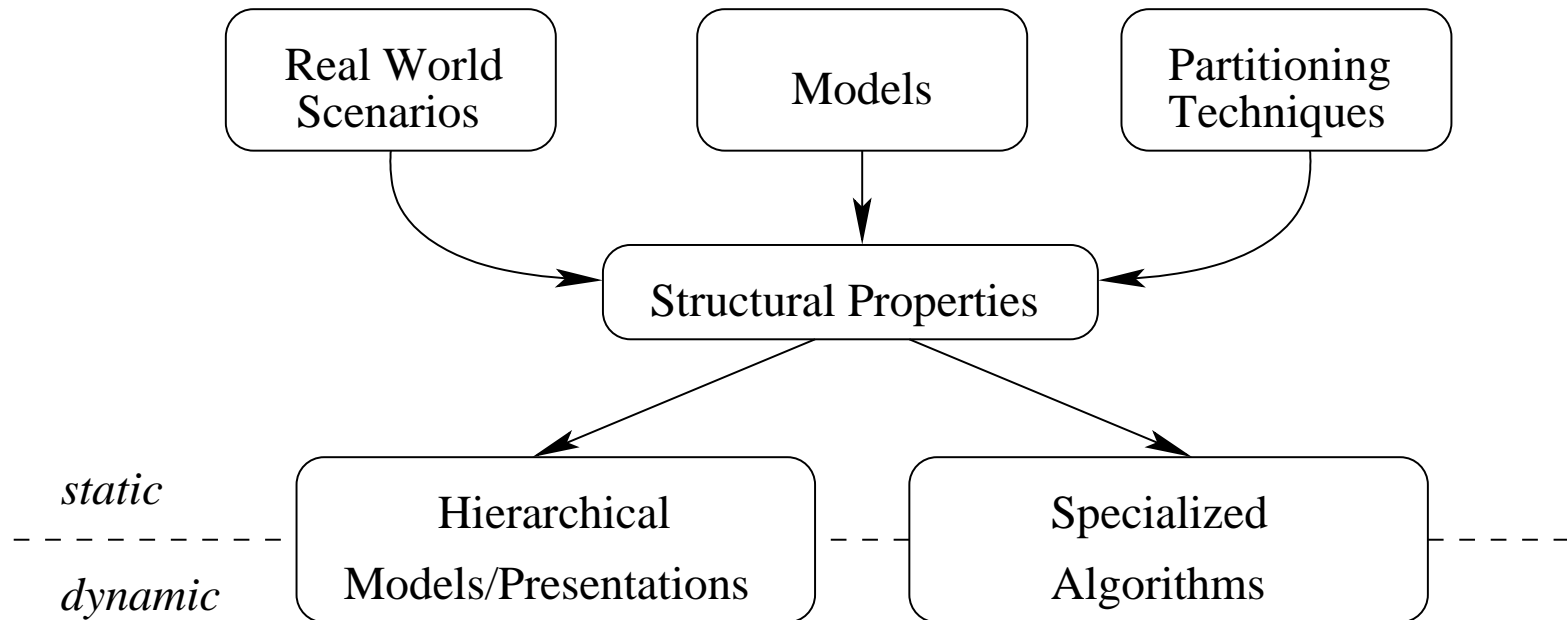 Real World
Scenarios
Models
Partitioning
Techniques
Structural Properties
static
Hierarchical
Models/Presentations
Specialized
Algorithms
dynamic